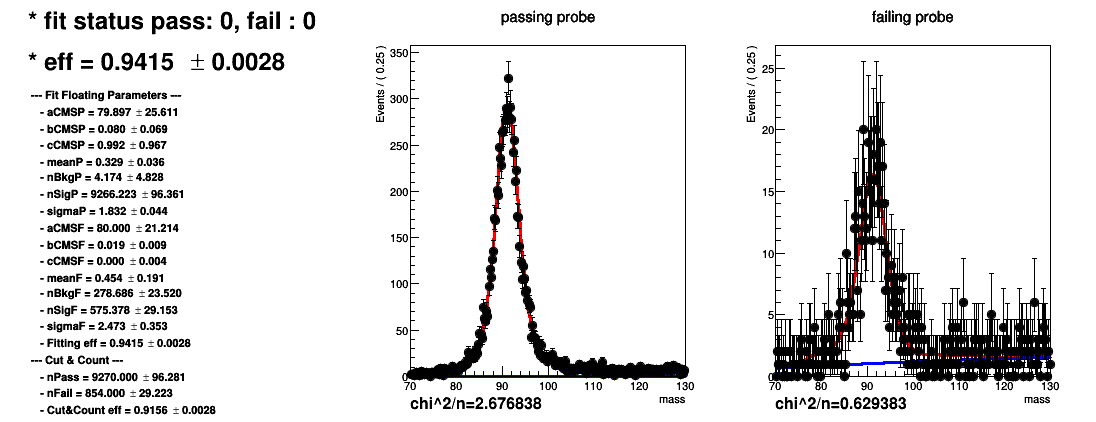 * fit status pass: 0, fail : 0
* eff = 0.9415 ± 0.0028
--- Fit Floating Parameters ---
- aCMSP = 79.897 ± 25.611
- bCMSP = 0.080 ± 0.069
- cCMSP = 0.992 ± 0.967
- meanP = 0.329 ± 0.036
- nBkgP = 4.174 ± 4.828
- nSigP = 9266.223 ± 96.361
- sigmaP = 1.832 ± 0.044
- aCMSF = 80.000 ± 21.214
- bCMSF = 0.019 ± 0.009
- cCMSF = 0.000 ± 0.004
- meanF = 0.454 ± 0.191
- nBkgF = 278.686 ± 23.520
- nSigF = 575.378 ± 29.153
- sigmaF = 2.473 ± 0.353
- Fitting eff = 0.9415 ± 0.0028
--- Cut & Count ---
- nPass = 9270.000 ± 96.281
- nFail = 854.000 ± 29.223
- Cut&Count eff = 0.9156 ± 0.0028
passing probe
Events / ( 0.25 )
350
300
250
200
150
100
50
0
70 80 90 100 110 120 130
mass
chi^2/n=2.676838
failing probe
Events / ( 0.25 )
25
20
15
10
5
0
70 80 90 100 110 120 130
mass
chi^2/n=0.629383